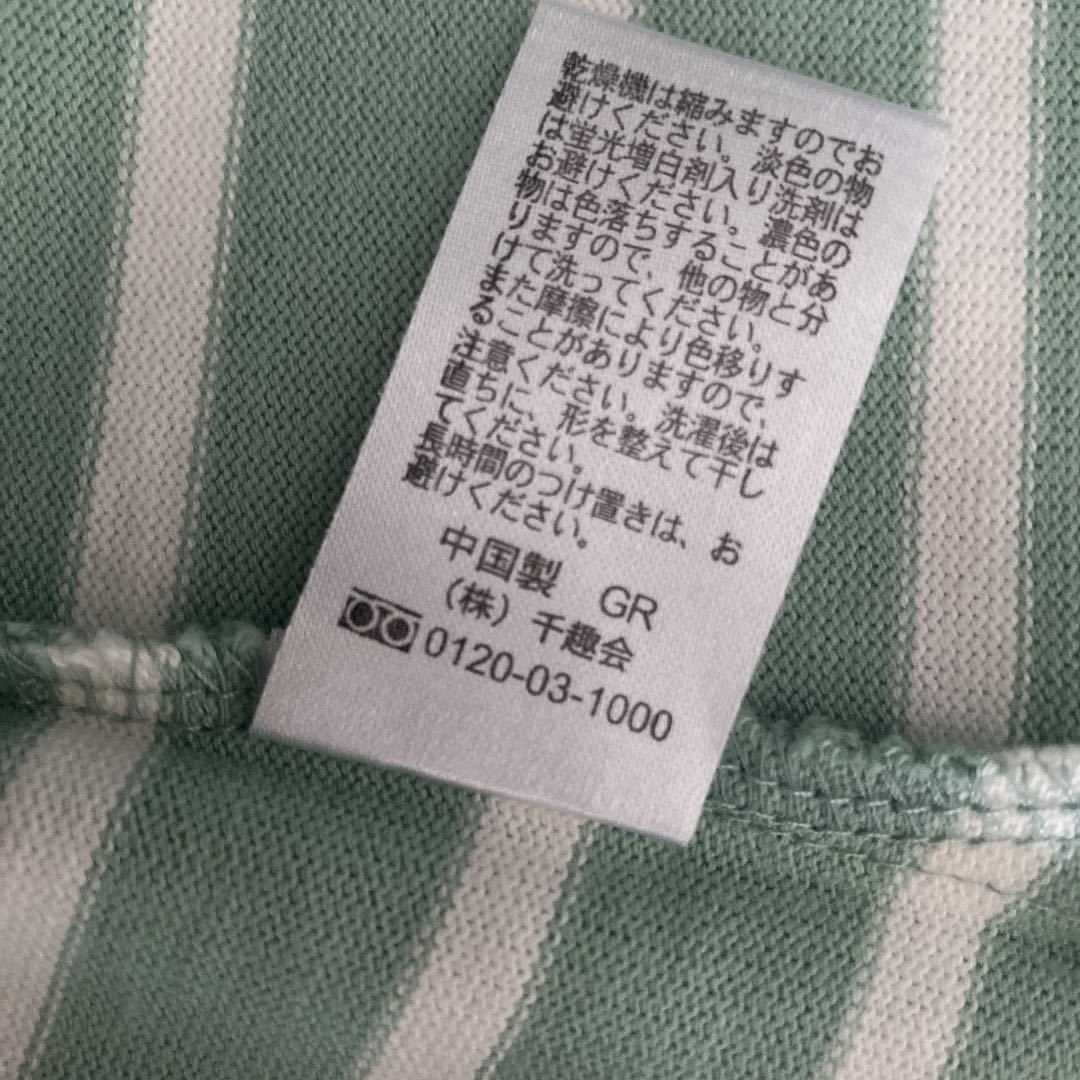 乾燥機は縮みますのでお
避けください。淡色の物
は蛍光増白剤入り洗剤は
お避けください。濃色の
物は色落ちすることがあ
りますので、他の物と分
けて洗ってください。
また摩擦により色移りす
ることがありますので、
注意ください。洗濯後は
直ちに、形を整えて干し
てください。
長時間のつけ置きは、お
避けください。
中国製 GR
（株）千趣会
0120-03-1000